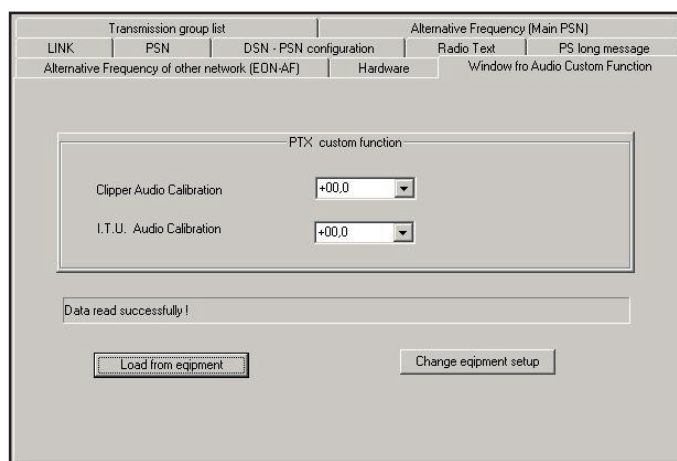 Transmission group list
Alternative Frequency (Main PSN)
LINK
PSN
DSN - PSN configuration
Radio Text
PS long message
Alternative Frequency of other network (EON-AF)
Hardware
Window fro Audio Custom Function
PTX custom function
Clipper Audio Calibration
+00,0
I.T.U. Audio Calibration
+00,0
Data read successfully !
Load from eqipment
Change eqipment setup